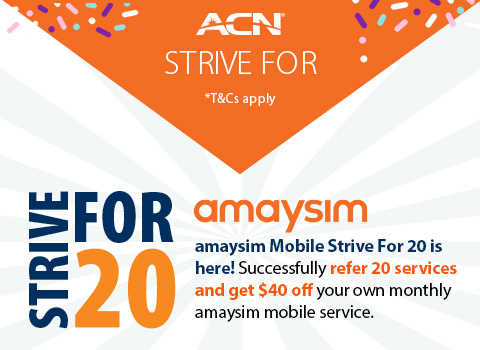 ACN
STRIVE FOR
*T&Cs apply
STRIVE
FOR
20
amaysim
amaysim Mobile Strive For 20 is
here! Successfully refer 20 services
and get $40 off your own monthly
amaysim mobile service.